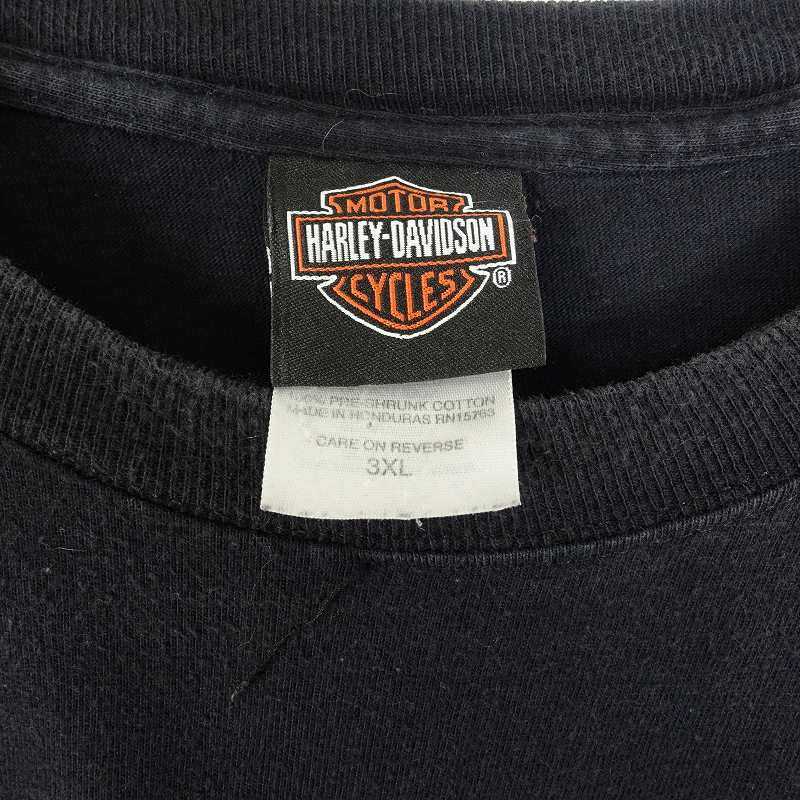 MOTOR
HARLEY-DAVIDSON
CYCLES
®
100% PRE-SHRUNK COTTON
MADE IN HONDURAS RN15763
CARE ON REVERSE
3XL